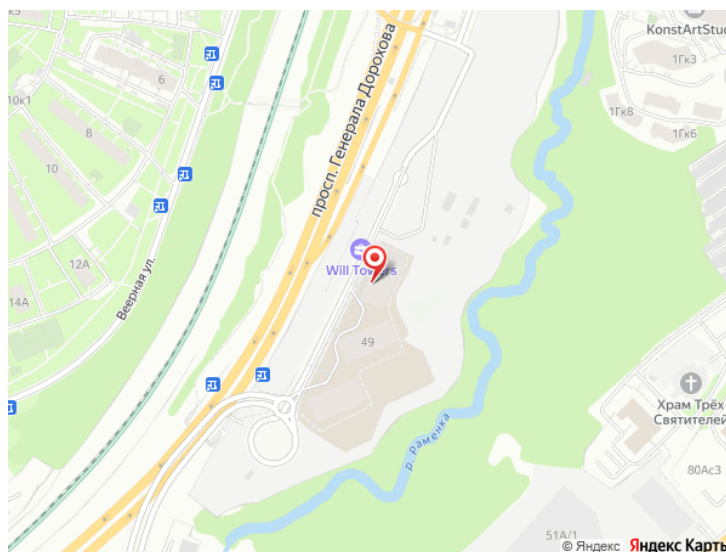 KonstArtStud
1Гк3
6
10к1
8
1Гк8
1Гк6
10
просп. Генерала Дорохова
Will Towers
12А
14А
Веерная ул.
49
Храм Трёх
Святителей
р. Раменка
80Ас3
51А/1
© Яндекс Яндекс Карты